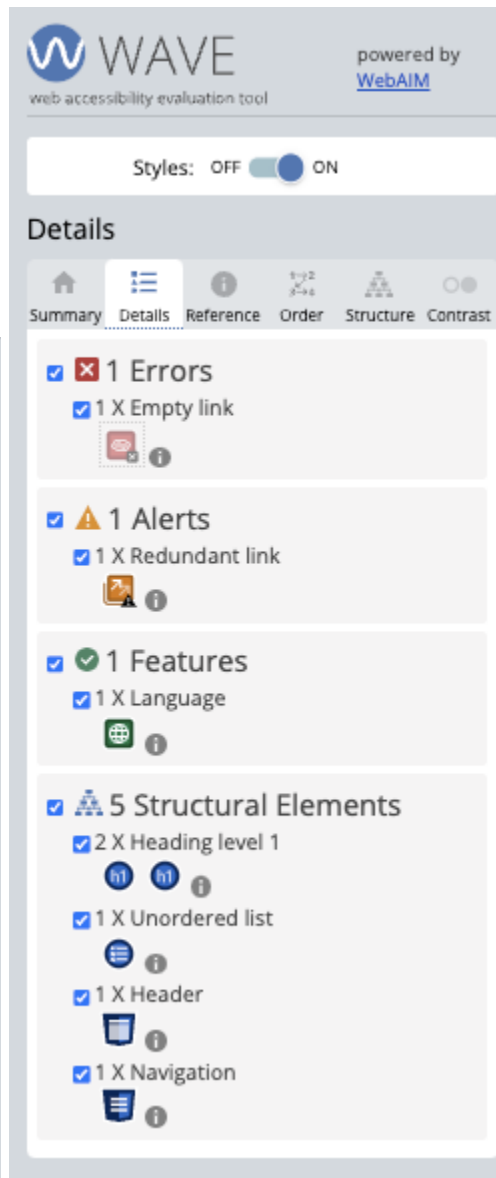 WAVE
powered by
WebAIM
web accessibility evaluation tool
Styles: OFF ON
Details
Summary Details Reference Order Structure Contrast
1 Errors
1 X Empty link
1 Alerts
1 X Redundant link
1 Features
1 X Language
5 Structural Elements
2 X Heading level 1
h1 h1
1 X Unordered list
1 X Header
1 X Navigation